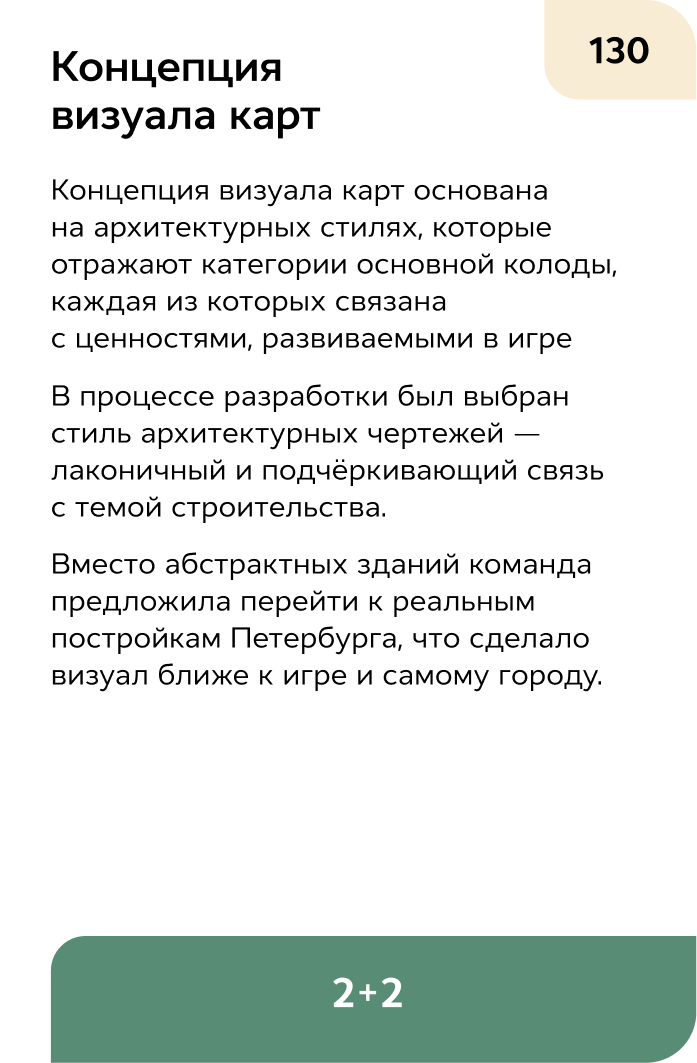 130
Концепция
визуала карт
Концепция визуала карт основана
на архитектурных стилях, которые
отражают категории основной колоды,
каждая из которых связана
с ценностями, развиваемыми в игре
В процессе разработки был выбран
стиль архитектурных чертежей —
лаконичный и подчёркивающий связь
с темой строительства.
Вместо абстрактных зданий команда
предложила перейти к реальным
постройкам Петербурга, что сделало
визуал ближе к игре и самому городу.
2+2